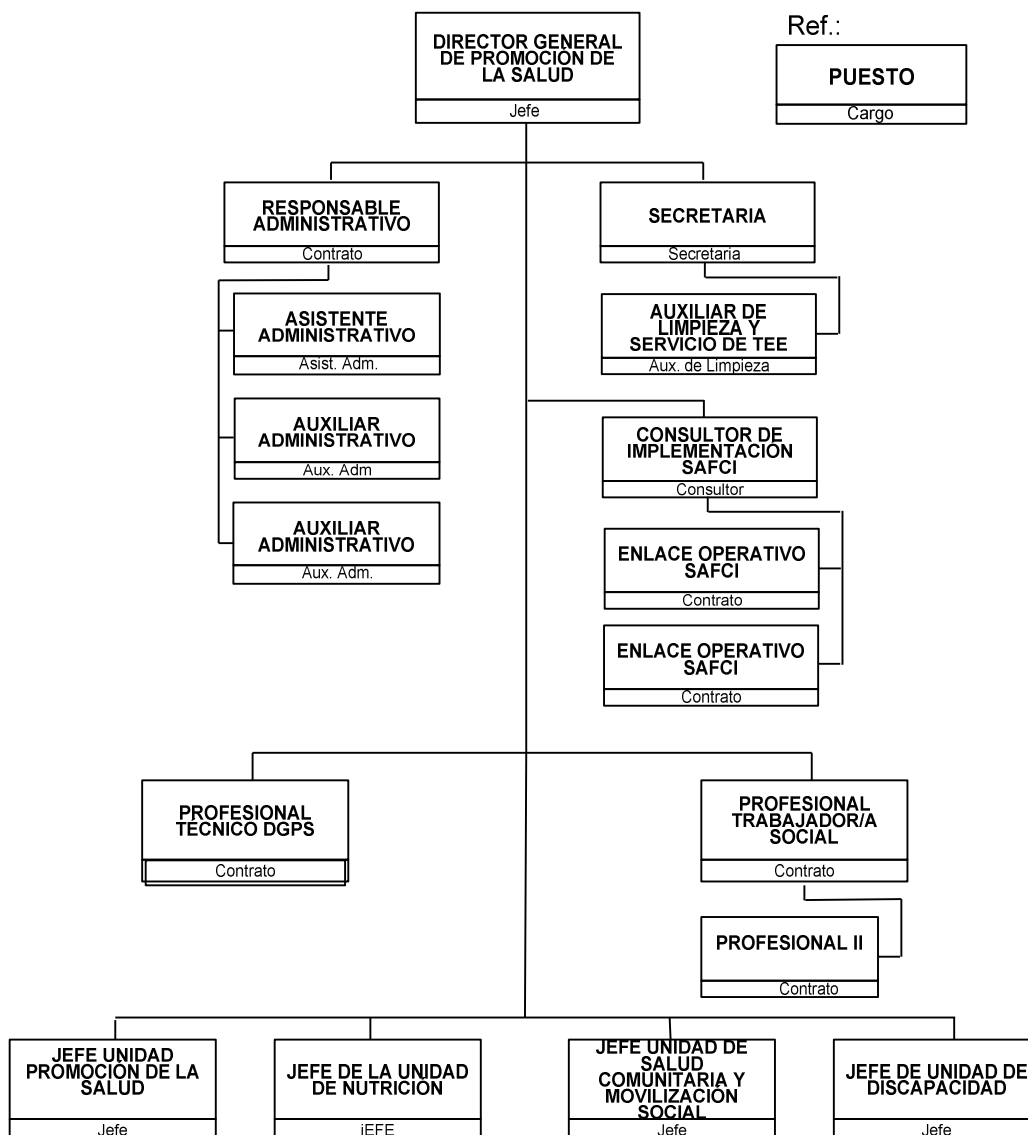 DIRECTOR GENERAL
DE PROMOCIÓN DE
LA SALUD
Jefe
Ref.:
PUESTO
Cargo
RESPONSABLE
ADMINISTRATIVO
Contrato
SECRETARIA
Secretaria
ASISTENTE
ADMINISTRATIVO
Asist. Adm.
AUXILIAR DE
LIMPIEZA Y
SERVICIO DE TEE
Aux. de Limpieza
AUXILIAR
ADMINISTRATIVO
Aux. Adm
CONSULTOR DE
IMPLEMENTACIÓN
SAFCI
Consultor
AUXILIAR
ADMINISTRATIVO
Aux. Adm.
ENLACE OPERATIVO
SAFCI
Contrato
ENLACE OPERATIVO
SAFCI
Contrato
PROFESIONAL
TECNICO DGPS
Contrato
PROFESIONAL
TRABAJADOR/A
SOCIAL
Contrato
PROFESIONAL II
Contrato
JEFE UNIDAD
PROMOCIÓN DE LA
SALUD
Jefe
JEFE DE LA UNIDAD
DE NUTRICIÓN
jEFE
JEFE UNIDAD DE
SALUD
COMUNITARIA Y
MOVILIZACIÓN
SOCIAL
Jefe
JEFE DE UNIDAD DE
DISCAPACIDAD
Jefe